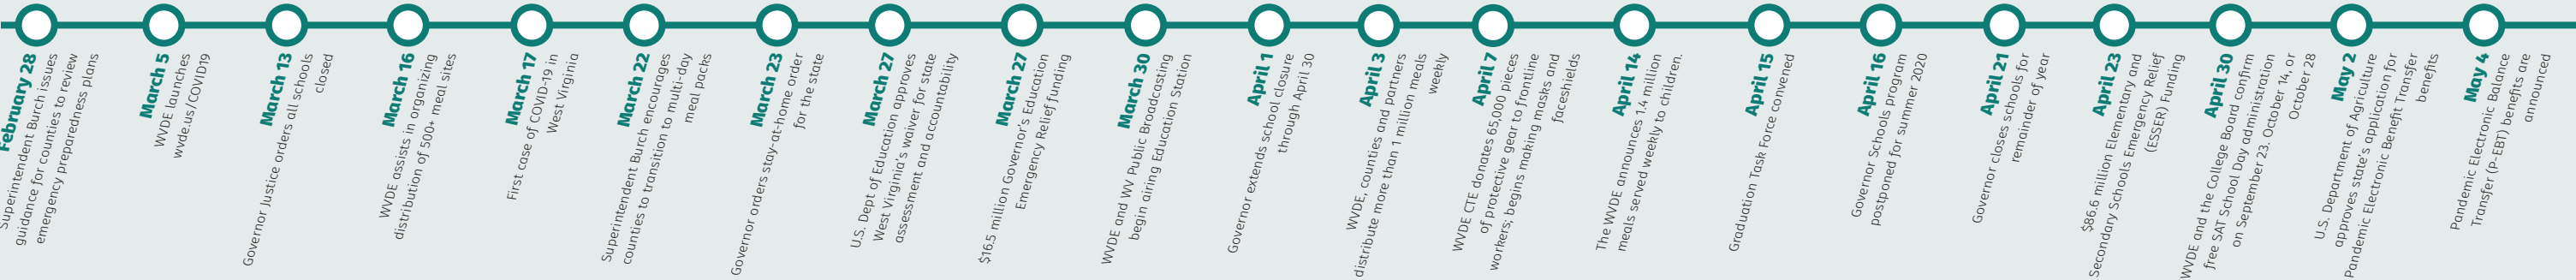 February 28
Superintendent Burch issues
guidance for counties to review
emergency preparedness plans
March 5
WVDE launches
wvde.us/COVID19
March 13
Governor Justice orders all schools
closed
March 16
WVDE assists in organizing
distribution of 500+ meal sites
March 17
First case of COVID-19 in
West Virginia
March 22
Superintendent Burch encourages
counties to transition to multi-day
meal packs
March 23
Governor orders stay-at-home order
for the state
March 27
U.S. Dept of Education approves
West Virginia's waiver for state
assessment and accountability
March 27
$16.5 million Governor's Education
Emergency Relief funding
March 30
WVDE and WV Public Broadcasting
begin airing Education Station
April 1
Governor extends school closure
through April 30
April 3
WVDE, counties and partners
distribute more than 1 million meals
weekly
April 7
WVDE CTE donates 65,000 pieces
of protective gear to frontline
workers; begins making masks and
faceshields
April 14
The WVDE announces 1.4 million
meals served weekly to children.
April 15
Graduation Task Force convened
April 16
Governor Schools program
postponed for summer 2020
April 21
Governor closes schools for
remainder of year
April 23
$86.6 million Elementary and
Secondary Schools Emergency Relief
(ESSER) Funding
April 30
WVDE and the College Board confirm
free SAT School Day administration
on September 23. October 14, or
October 28
May 2
U.S. Department of Agriculture
approves state's application for
Pandemic Electronic Benefit Transfer
benefits
May 4
Pandemic Electronic Balance
Transfer (P-EBT) benefits are
announced